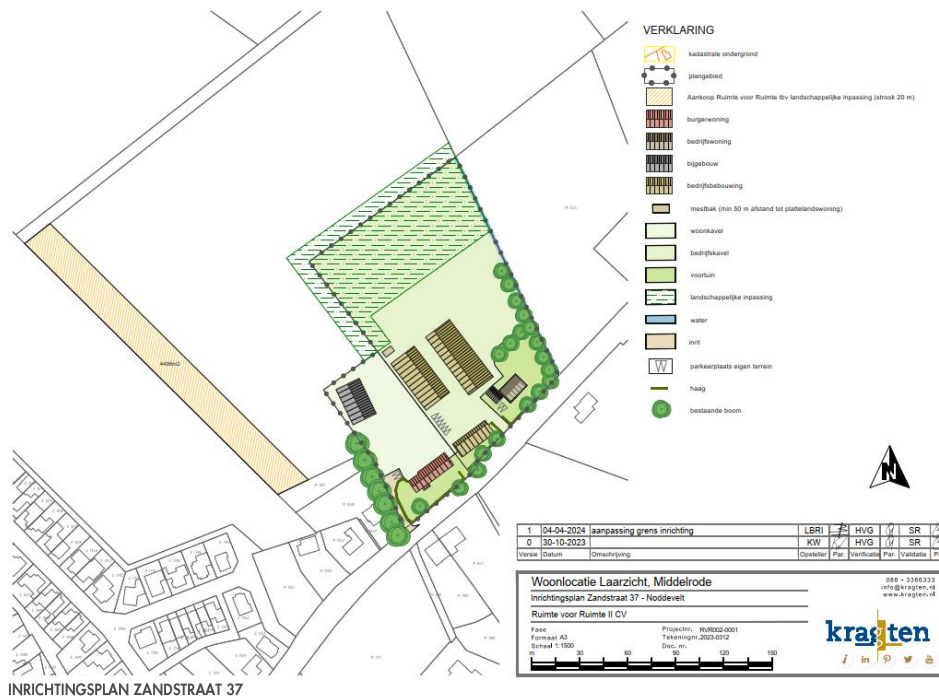 VERKLARING
kadastrale ondergrond
plangebied
Aankoop Ruimte voor Ruimte tbv landschappelijke inpassing (strook 20 m)
burgerwoning
bedrijfswoning
bijgebouw
bedrijfsbebouwing
mestbak (min 50 m afstand tot plattelandswoning)
woonkavel
bedrijfskavel
voortuin
landschappelijke inpassing
water
inrit
parkeerplaats eigen terrein
haag
bestaande boom
4498m2
N
1 04-04-2024 aanpassing grens inrichting LBRI HVG SR
0 30-10-2023 KW HVG SR
Versie Datum Omschrijving Opsteller Par. Verificatie Par. Validatie
Woonlocatie Laarzicht, Middelrode
Inrichtingsplan Zandstraat 37 - Noddevelt
Ruimte voor Ruimte II CV
088 - 3366333
info@kragten.nl
www.kragten.nl
Fase
Formaat A3
Schaal 1:1500
Projectnr. RVR002-0001
Tekeningnr. 2023-0312
Doc. nr.
m 30 60 90 120 150
kragten
INRICHTINGSPLAN ZANDSTRAAT 37